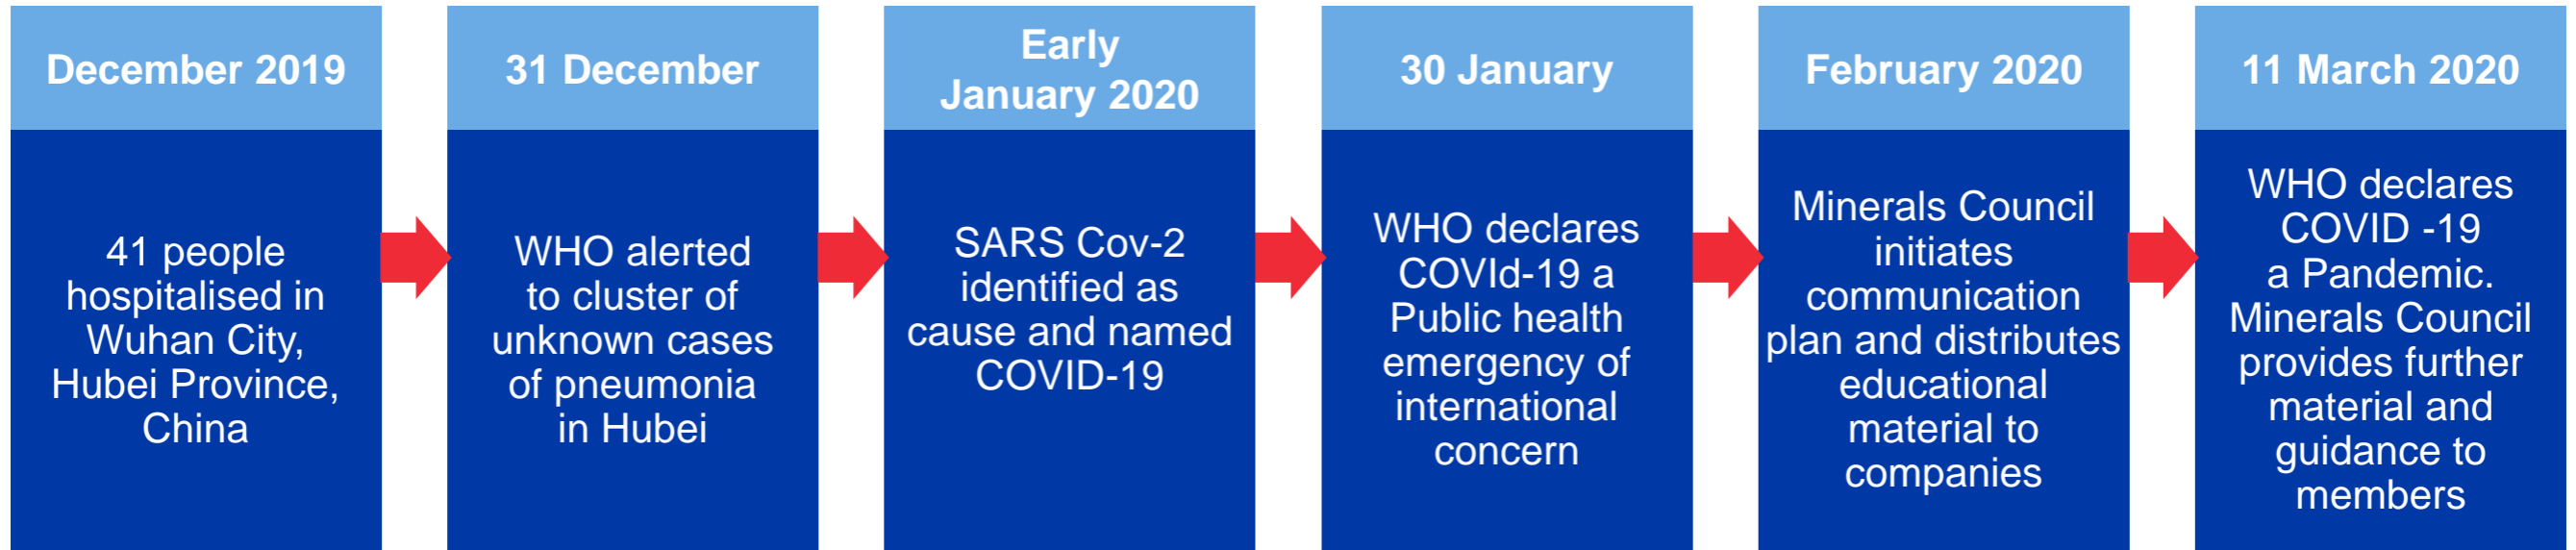 December 2019
41 people
hospitalised in
Wuhan City,
Hubei Province,
China
31 December
WHO alerted
to cluster of
unknown cases
of pneumonia
in Hubei
Early
January 2020
SARS Cov-2
identified as
cause and named
COVID-19
30 January
WHO declares
COVId-19 a
Public health
emergency of
international
concern
February 2020
Minerals Council
initiates
communication
plan and distributes
educational
material to
companies
11 March 2020
WHO declares
COVID -19
a Pandemic.
Minerals Council
provides further
material and
guidance to
members